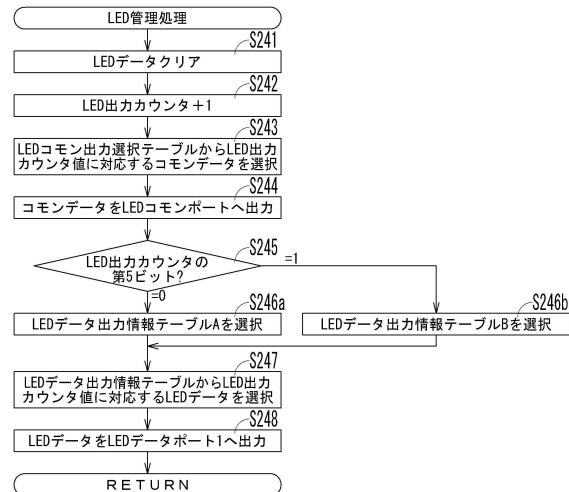 LED管理処理
S241
LEDデータクリア
S242
LED出力カウンタ+1
S243
LEDコモン出力選択テーブルからLED出力
カウンタ値に対応するコモンデータを選択
S244
コモンデータをLEDコモンポートへ出力
S245
LED出力カウンタの
第5ビット?
=1
=0
S246a
LEDデータ出力情報テーブルAを選択
S246b
LEDデータ出力情報テーブルBを選択
S247
LEDデータ出力情報テーブルからLED出力
カウンタ値に対応するLEDデータを選択
S248
LEDデータをLEDデータポート1へ出力
RETURN